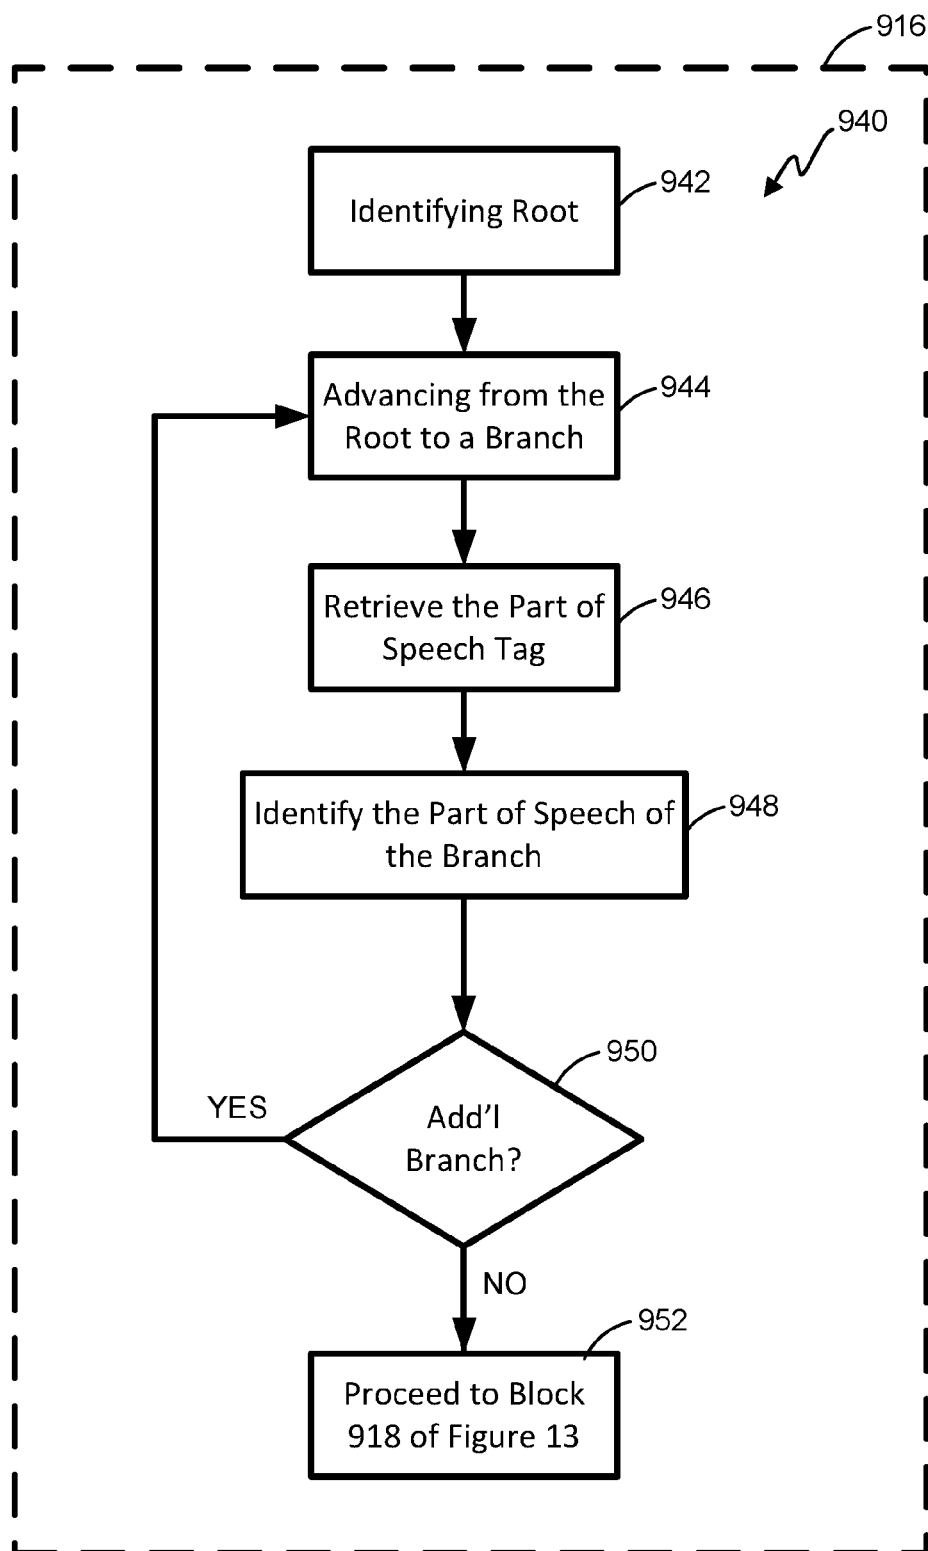 916
940
942
Identifying Root
944
Advancing from the
Root to a Branch
946
Retrieve the Part of
Speech Tag
948
Identify the Part of Speech of
the Branch
950
YES
Add'l
Branch?
NO
952
Proceed to Block
918 of Figure 13